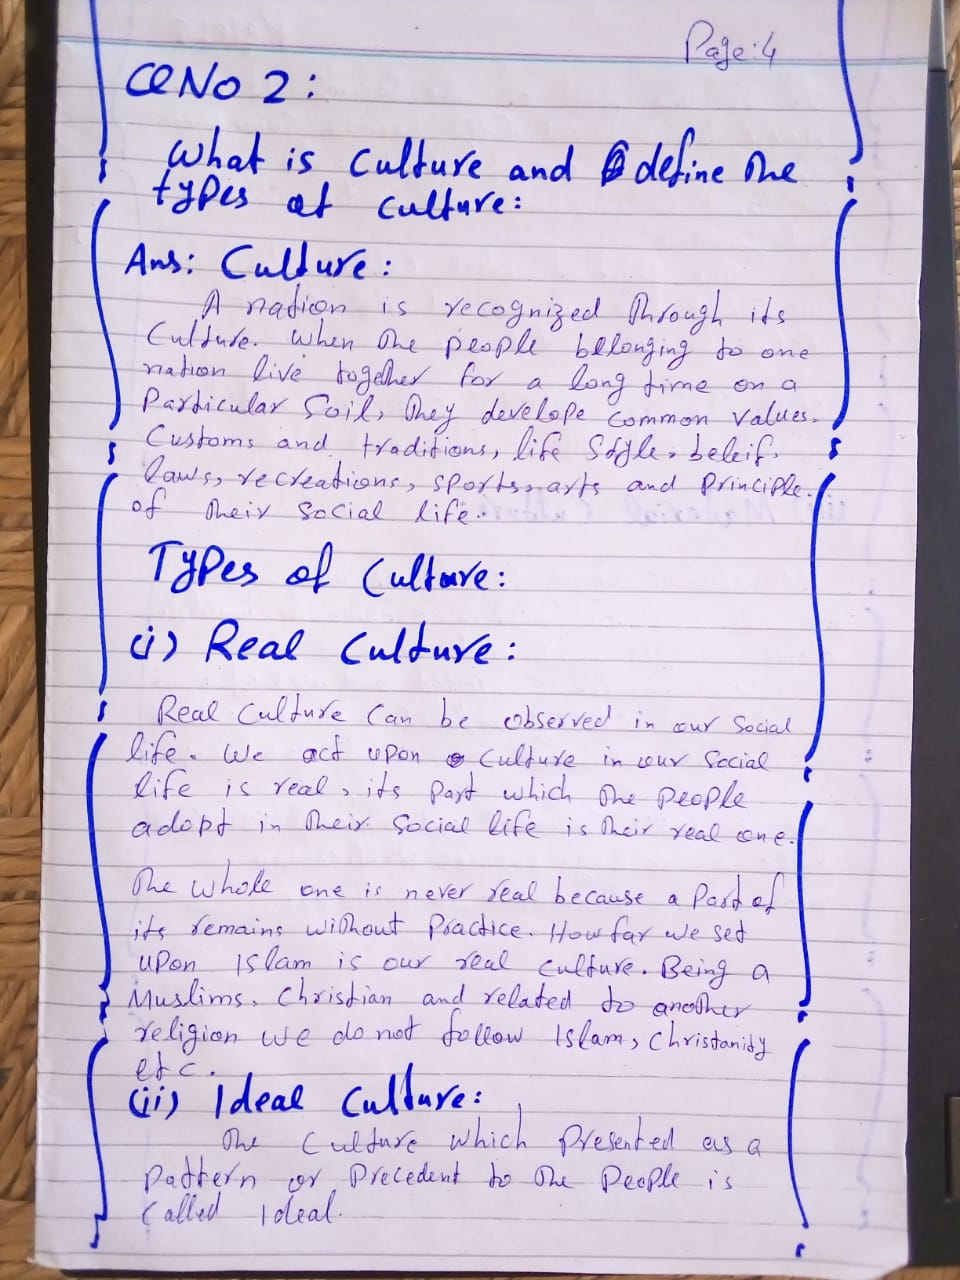 Page:4
QNo 2:
What is Culture and define the
types of culture:
Ans: Culture:
A nation is recognized through its
Culture. When the people belonging to one
nation live together for a long time on a
Particular Soil, they develope common Values.
Customs and traditions, life Style, beleif,
laws, recreations, sports, arts and Principle.
of their social life.
Types of Culture:
(i) Real Culture:
Real Culture Can be observed in our Social
life. We act upon Culture in our Social
life is real, its Part which the People
adopt in their Social life is their real one.
The whole one is never real because a Part of
its remains without Practice. How far we set
upon Islam is our real culture. Being a
Muslims, Christian and related to another
religion we do not follow Islam, Christanity
etc.
(ii) Ideal Culture:
The Culture which Presented as a
Pattern or Precedent to the People is
Called Ideal.